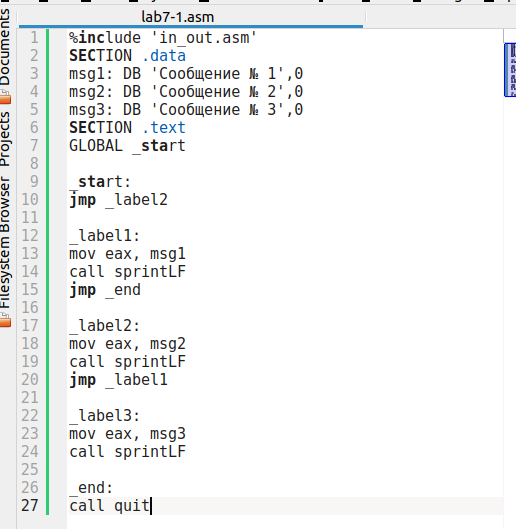 lab7-1.asm
Documents
Projects
Filesystem Browser
1 %include 'in_out.asm'
2 SECTION .data
3 msg1: DB 'Сообщение № 1',0
4 msg2: DB 'Сообщение № 2',0
5 msg3: DB 'Сообщение № 3',0
6 SECTION .text
7 GLOBAL _start
8
9 _start:
10 jmp _label2
11
12 _label1:
13 mov eax, msg1
14 call sprintLF
15 jmp _end
16
17 _label2:
18 mov eax, msg2
19 call sprintLF
20 jmp _label1
21
22 _label3:
23 mov eax, msg3
24 call sprintLF
25
26 _end:
27 call quit